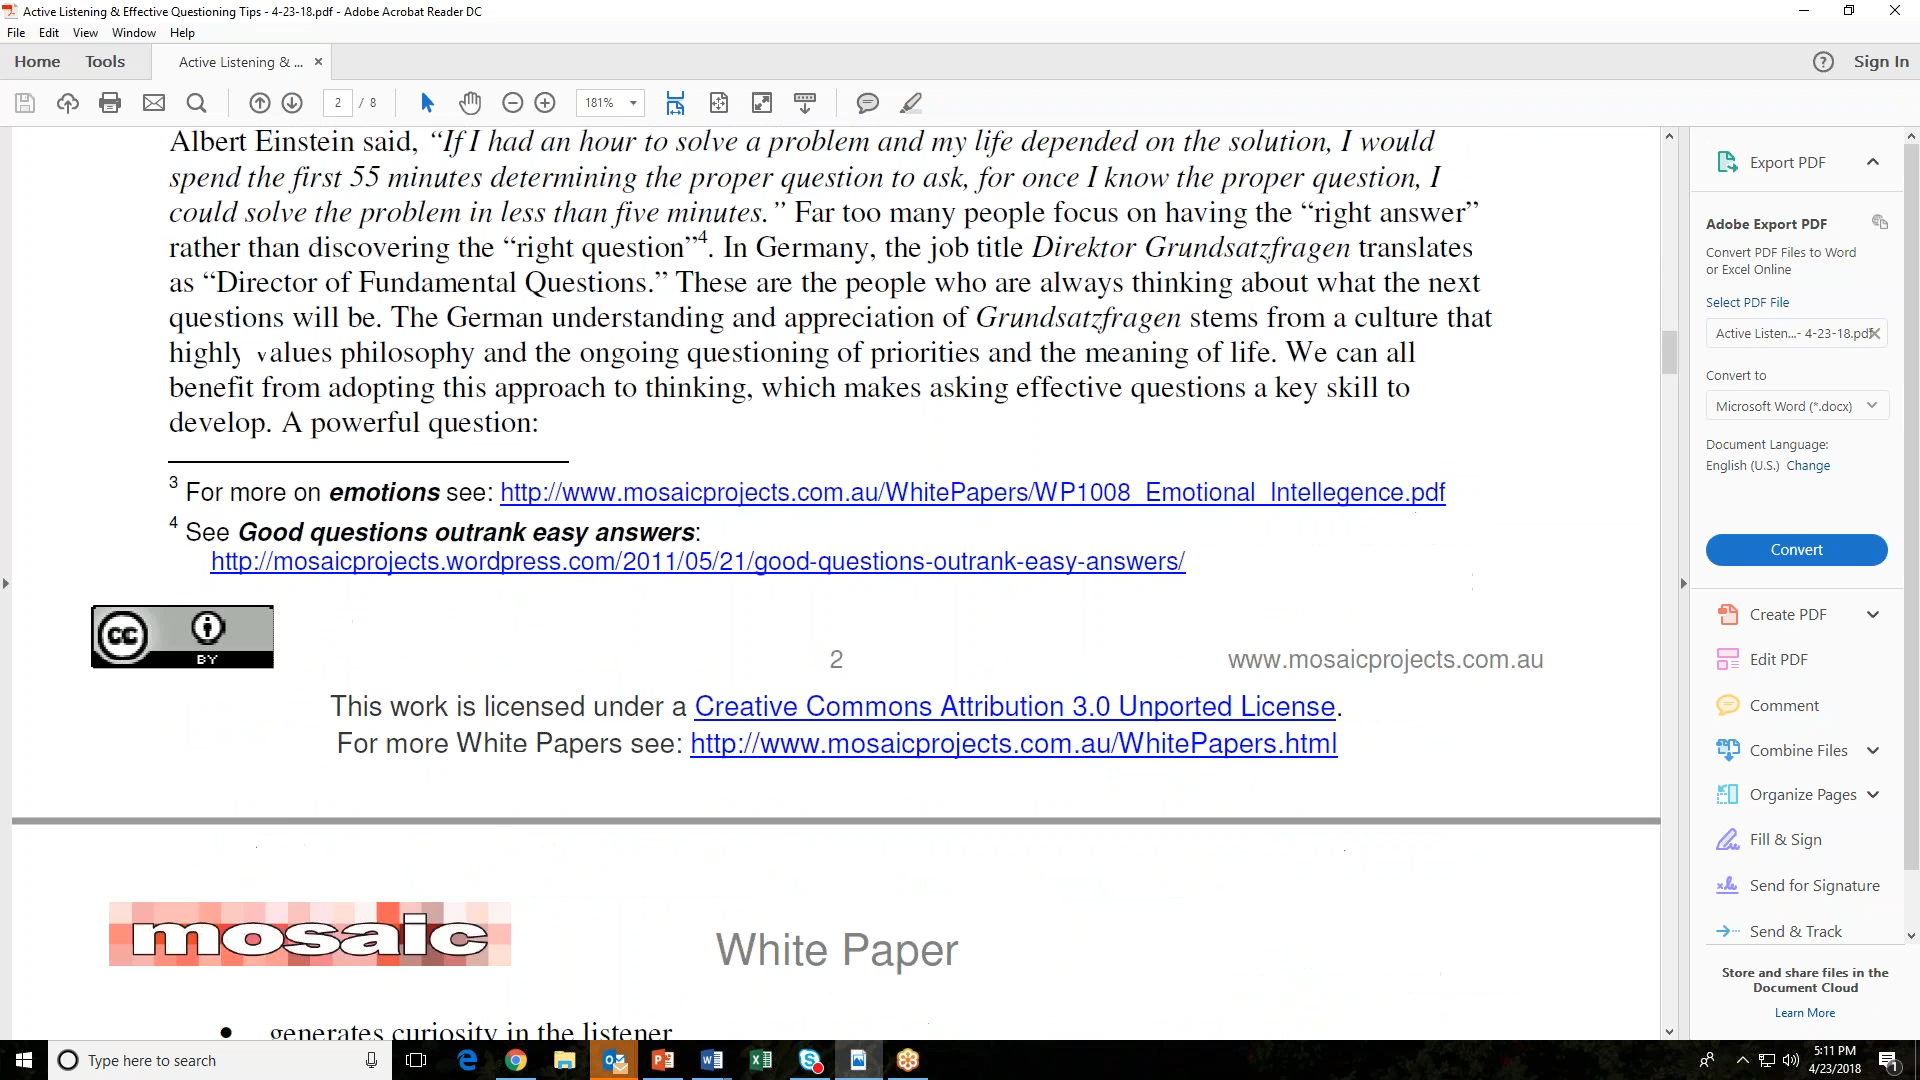 Active Listening & Effective Questioning Tips - 4-23-18.pdf - Adobe Acrobat Reader DC
File Edit View Window Help
Home Tools Active Listening & ... × Sign In
2 / 8 181%
Albert Einstein said, “If I had an hour to solve a problem and my life depended on the solution, I would
spend the first 55 minutes determining the proper question to ask, for once I know the proper question, I
could solve the problem in less than five minutes.” Far too many people focus on having the “right answer”
rather than discovering the “right question”4. In Germany, the job title Direktor Grundsatzfragen translates
as “Director of Fundamental Questions.” These are the people who are always thinking about what the next
questions will be. The German understanding and appreciation of Grundsatzfragen stems from a culture that
highly values philosophy and the ongoing questioning of priorities and the meaning of life. We can all
benefit from adopting this approach to thinking, which makes asking effective questions a key skill to
develop. A powerful question:
3 For more on emotions see: http://www.mosaicprojects.com.au/WhitePapers/WP1008_Emotional_Intellegence.pdf
4 See Good questions outrank easy answers:
http://mosaicprojects.wordpress.com/2011/05/21/good-questions-outrank-easy-answers/
cc BY
2 www.mosaicprojects.com.au
This work is licensed under a Creative Commons Attribution 3.0 Unported License.
For more White Papers see: http://www.mosaicprojects.com.au/WhitePapers.html
mosaic White Paper
• generates curiosity in the listener
Export PDF
Adobe Export PDF
Convert PDF Files to Word
or Excel Online
Select PDF File
Active Listen...- 4-23-18.pdf
Convert to
Microsoft Word (*.docx)
Document Language:
English (U.S.) Change
Convert
Create PDF
Edit PDF
Comment
Combine Files
Organize Pages
Fill & Sign
Send for Signature
Send & Track
Store and share files in the
Document Cloud
Learn More
Type here to search
5:11 PM
4/23/2018
1